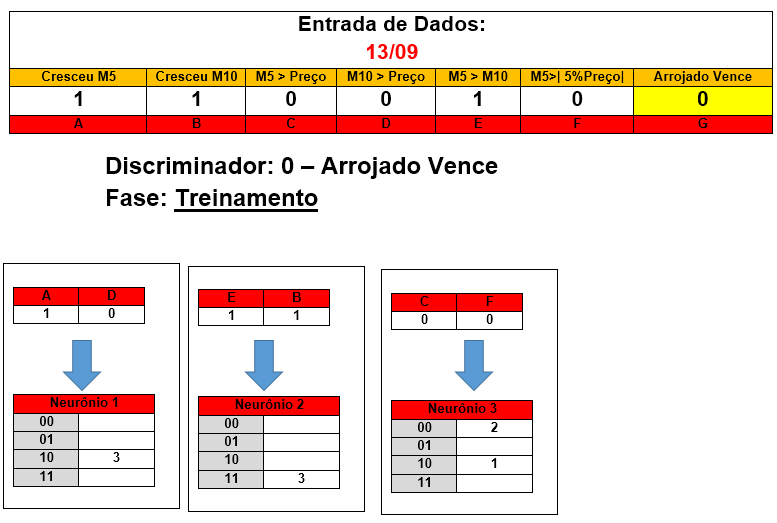 Entrada de Dados:
13/09
Cresceu M5 Cresceu M10 M5 > Preço M10 > Preço M5 > M10 M5>| 5%Preço| Arrojado Vence
1 1 0 0 1 0 0
A B C D E F G
Discriminador: 0 – Arrojado Vence
Fase: Treinamento
A D
1 0
E B
1 1
C F
0 0
Neurônio 1
00
01
10 3
11
Neurônio 2
00
01
10
11 3
Neurônio 3
00 2
01
10 1
11